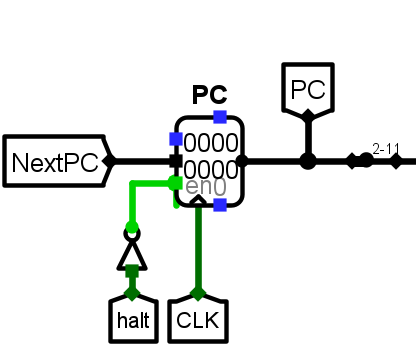 PC
PC
0000
2-11
NextPC
0000
en0
halt
CLK